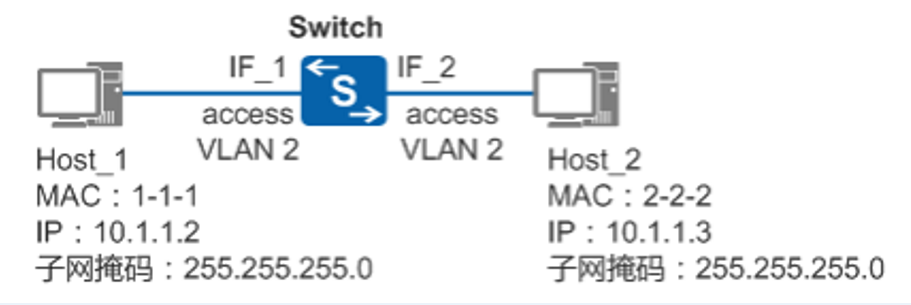 Switch
IF_1
S
IF_2
access
VLAN 2
access
VLAN 2
Host_1
MAC：1-1-1
IP：10.1.1.2
子网掩码：255.255.255.0
Host_2
MAC：2-2-2
IP：10.1.1.3
子网掩码：255.255.255.0